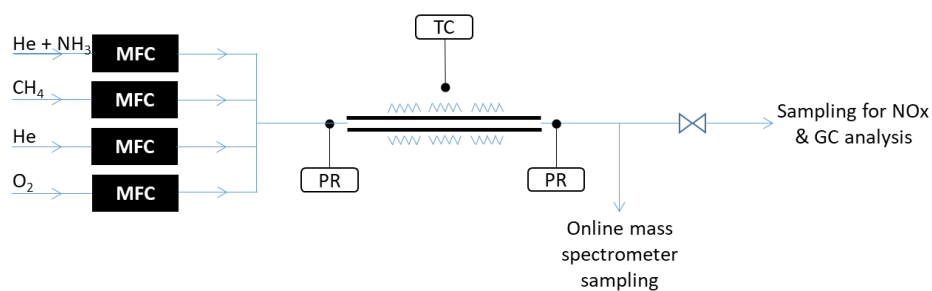 TC
He + NH₃
MFC
CH₄
MFC
He
MFC
O₂
MFC
PR
PR
Sampling for NOx
& GC analysis
Online mass
spectrometer
sampling